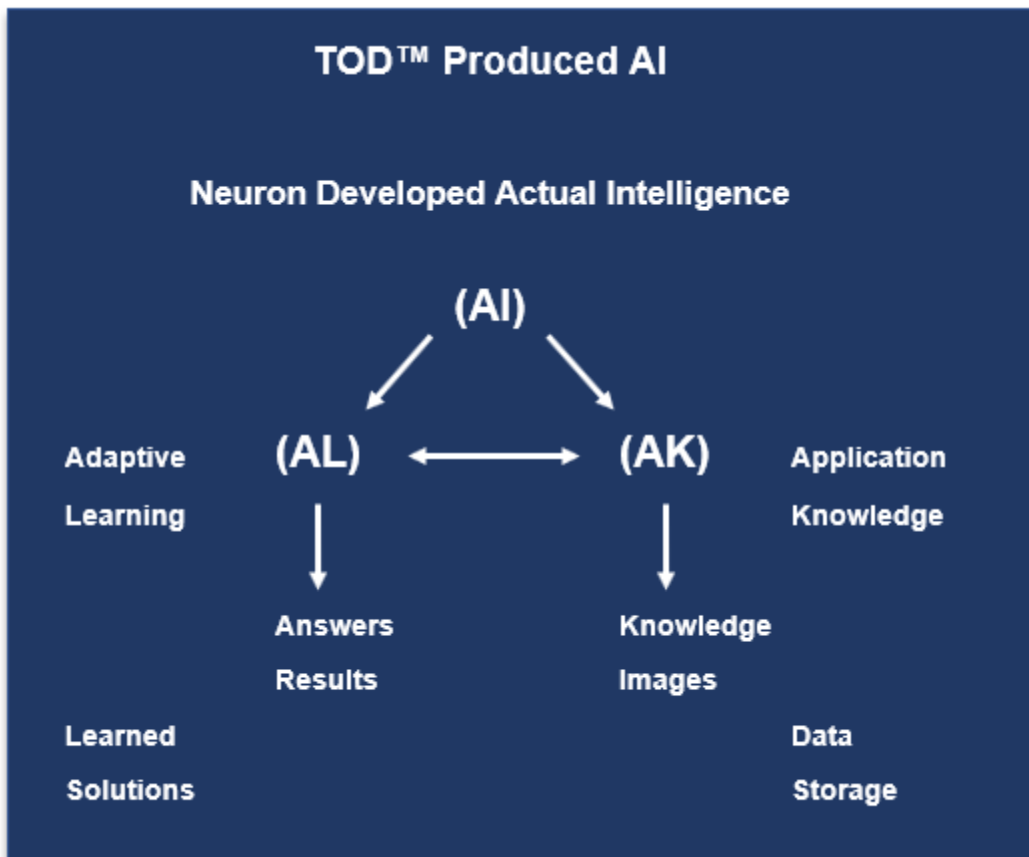 TOD™ Produced AI
Neuron Developed Actual Intelligence
(AI)
Adaptive (AL) (AK) Application
Learning Knowledge
Answers Knowledge
Results Images
Learned Data
Solutions Storage